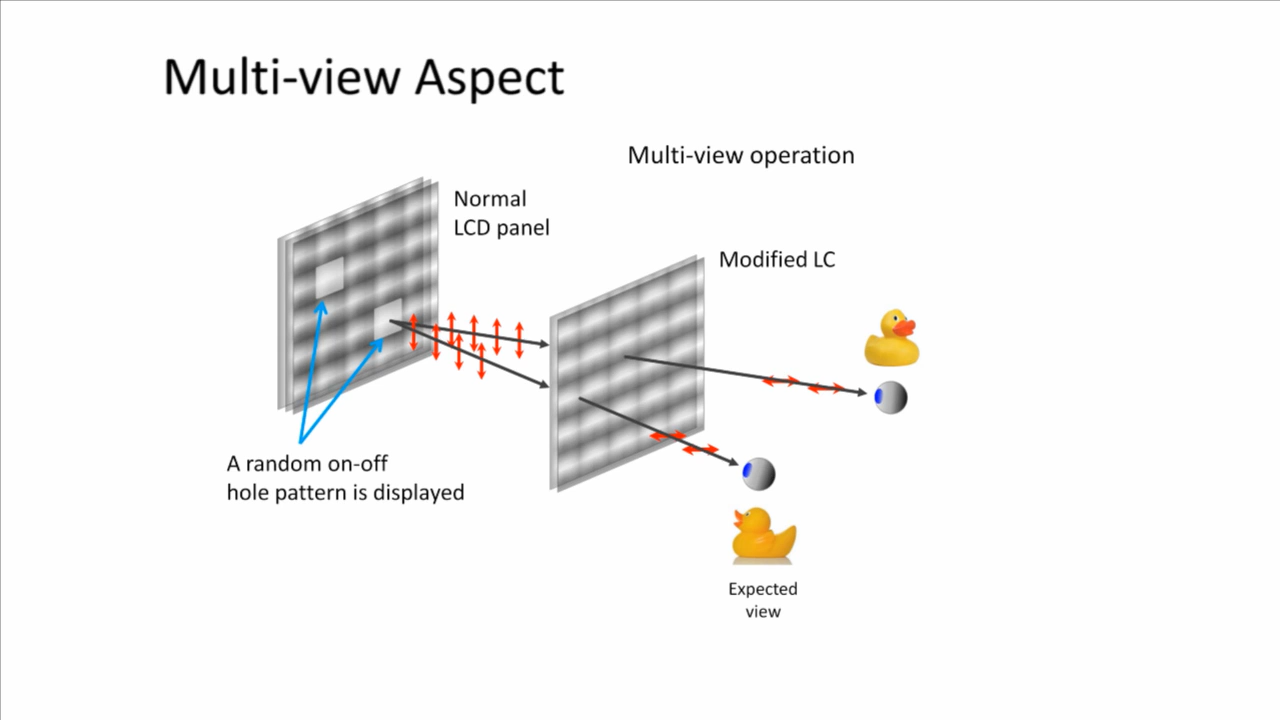 Multi-view Aspect
Multi-view operation
Normal
LCD panel
Modified LC
A random on-off
hole pattern is displayed
Expected
view